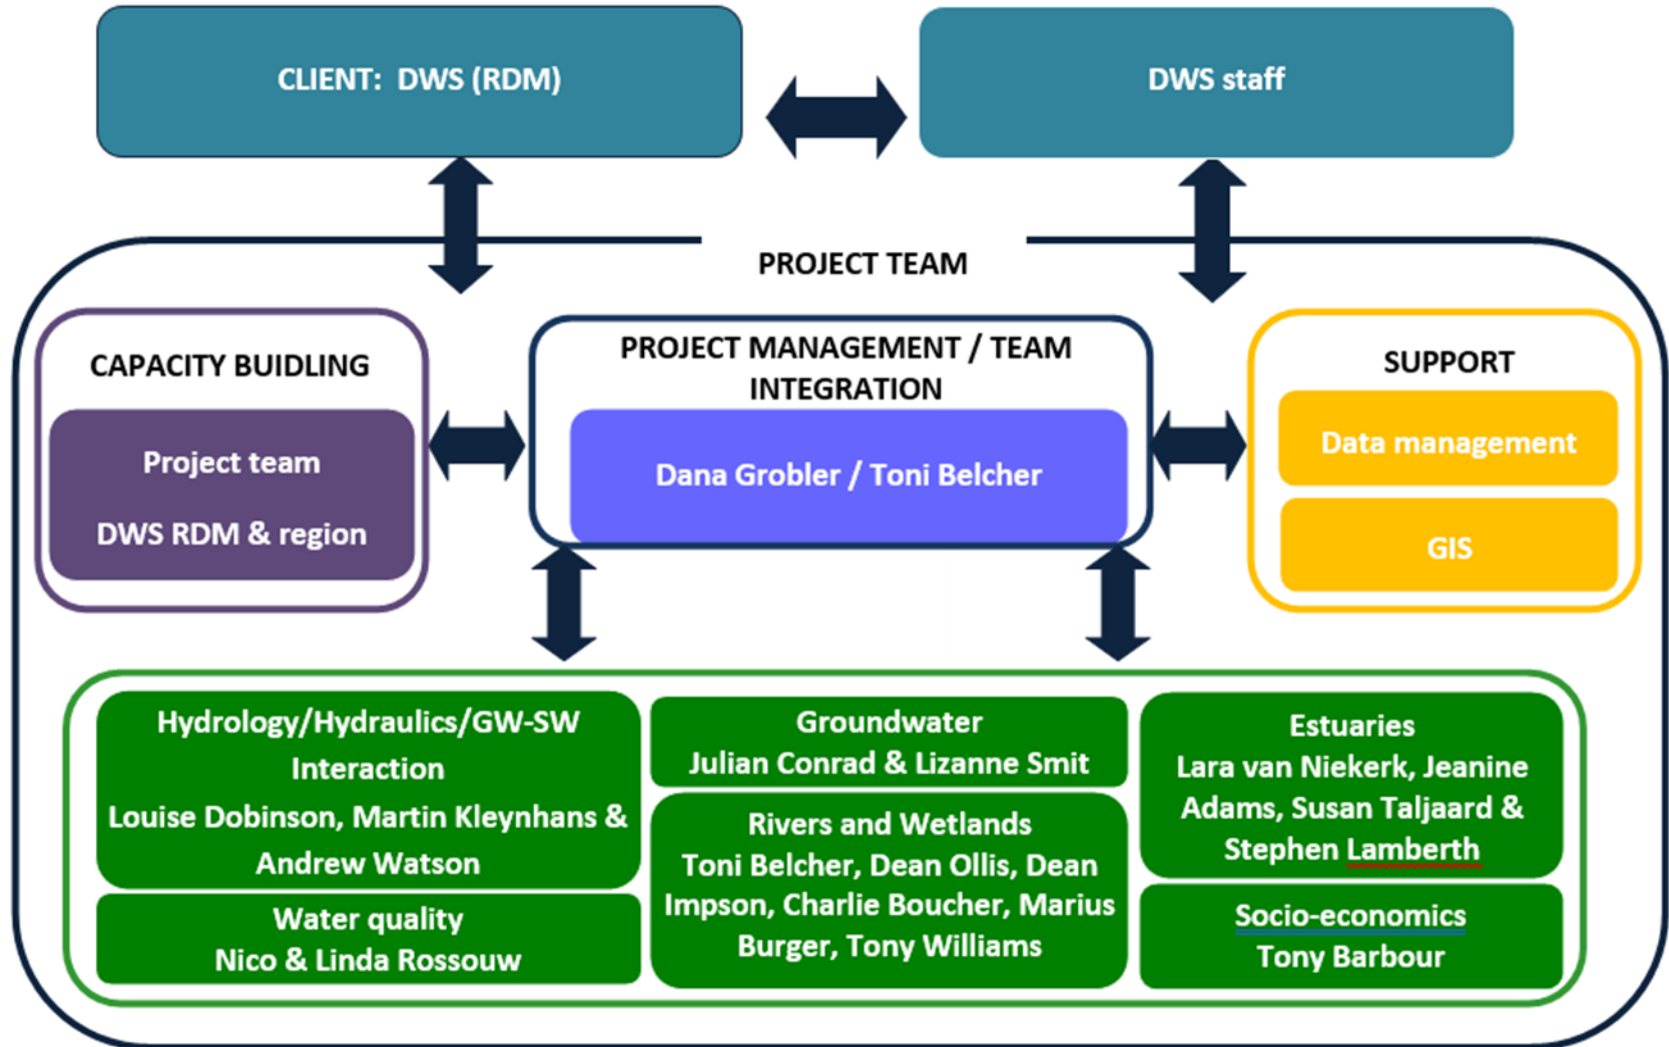 CLIENT:  DWS (RDM)
DWS staff
PROJECT TEAM
CAPACITY BUIDLING
Project team
DWS RDM & region
PROJECT MANAGEMENT / TEAM
INTEGRATION
Dana Grobler / Toni Belcher
SUPPORT
Data management
GIS
Hydrology/Hydraulics/GW-SW
Interaction
Louise Dobinson, Martin Kleynhans &
Andrew Watson
Water quality
Nico & Linda Rossouw
Groundwater
Julian Conrad & Lizanne Smit
Rivers and Wetlands
Toni Belcher, Dean Ollis, Dean
Impson, Charlie Boucher, Marius
Burger, Tony Williams
Estuaries
Lara van Niekerk, Jeanine
Adams, Susan Taljaard &
Stephen Lamberth
Socio-economics
Tony Barbour